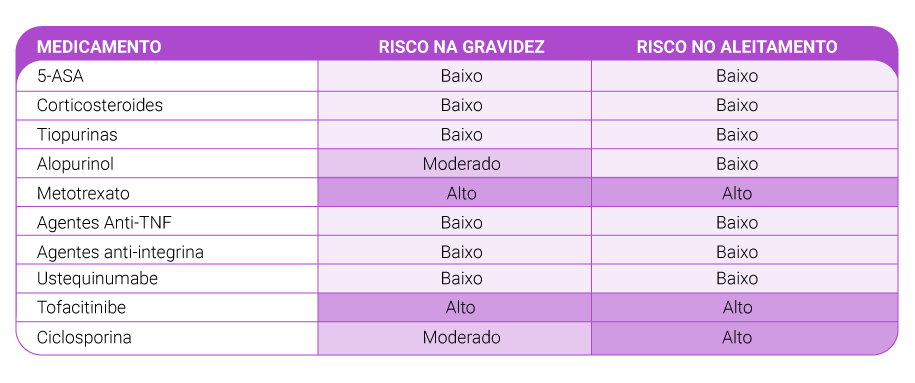 MEDICAMENTO RISCO NA GRAVIDEZ RISCO NO ALEITAMENTO
5-ASA Baixo Baixo
Corticosteroides Baixo Baixo
Tiopurinas Baixo Baixo
Alopurinol Moderado Baixo
Metotrexato Alto Alto
Agentes Anti-TNF Baixo Baixo
Agentes anti-integrina Baixo Baixo
Ustequinumabe Baixo Baixo
Tofacitinibe Alto Alto
Ciclosporina Moderado Alto